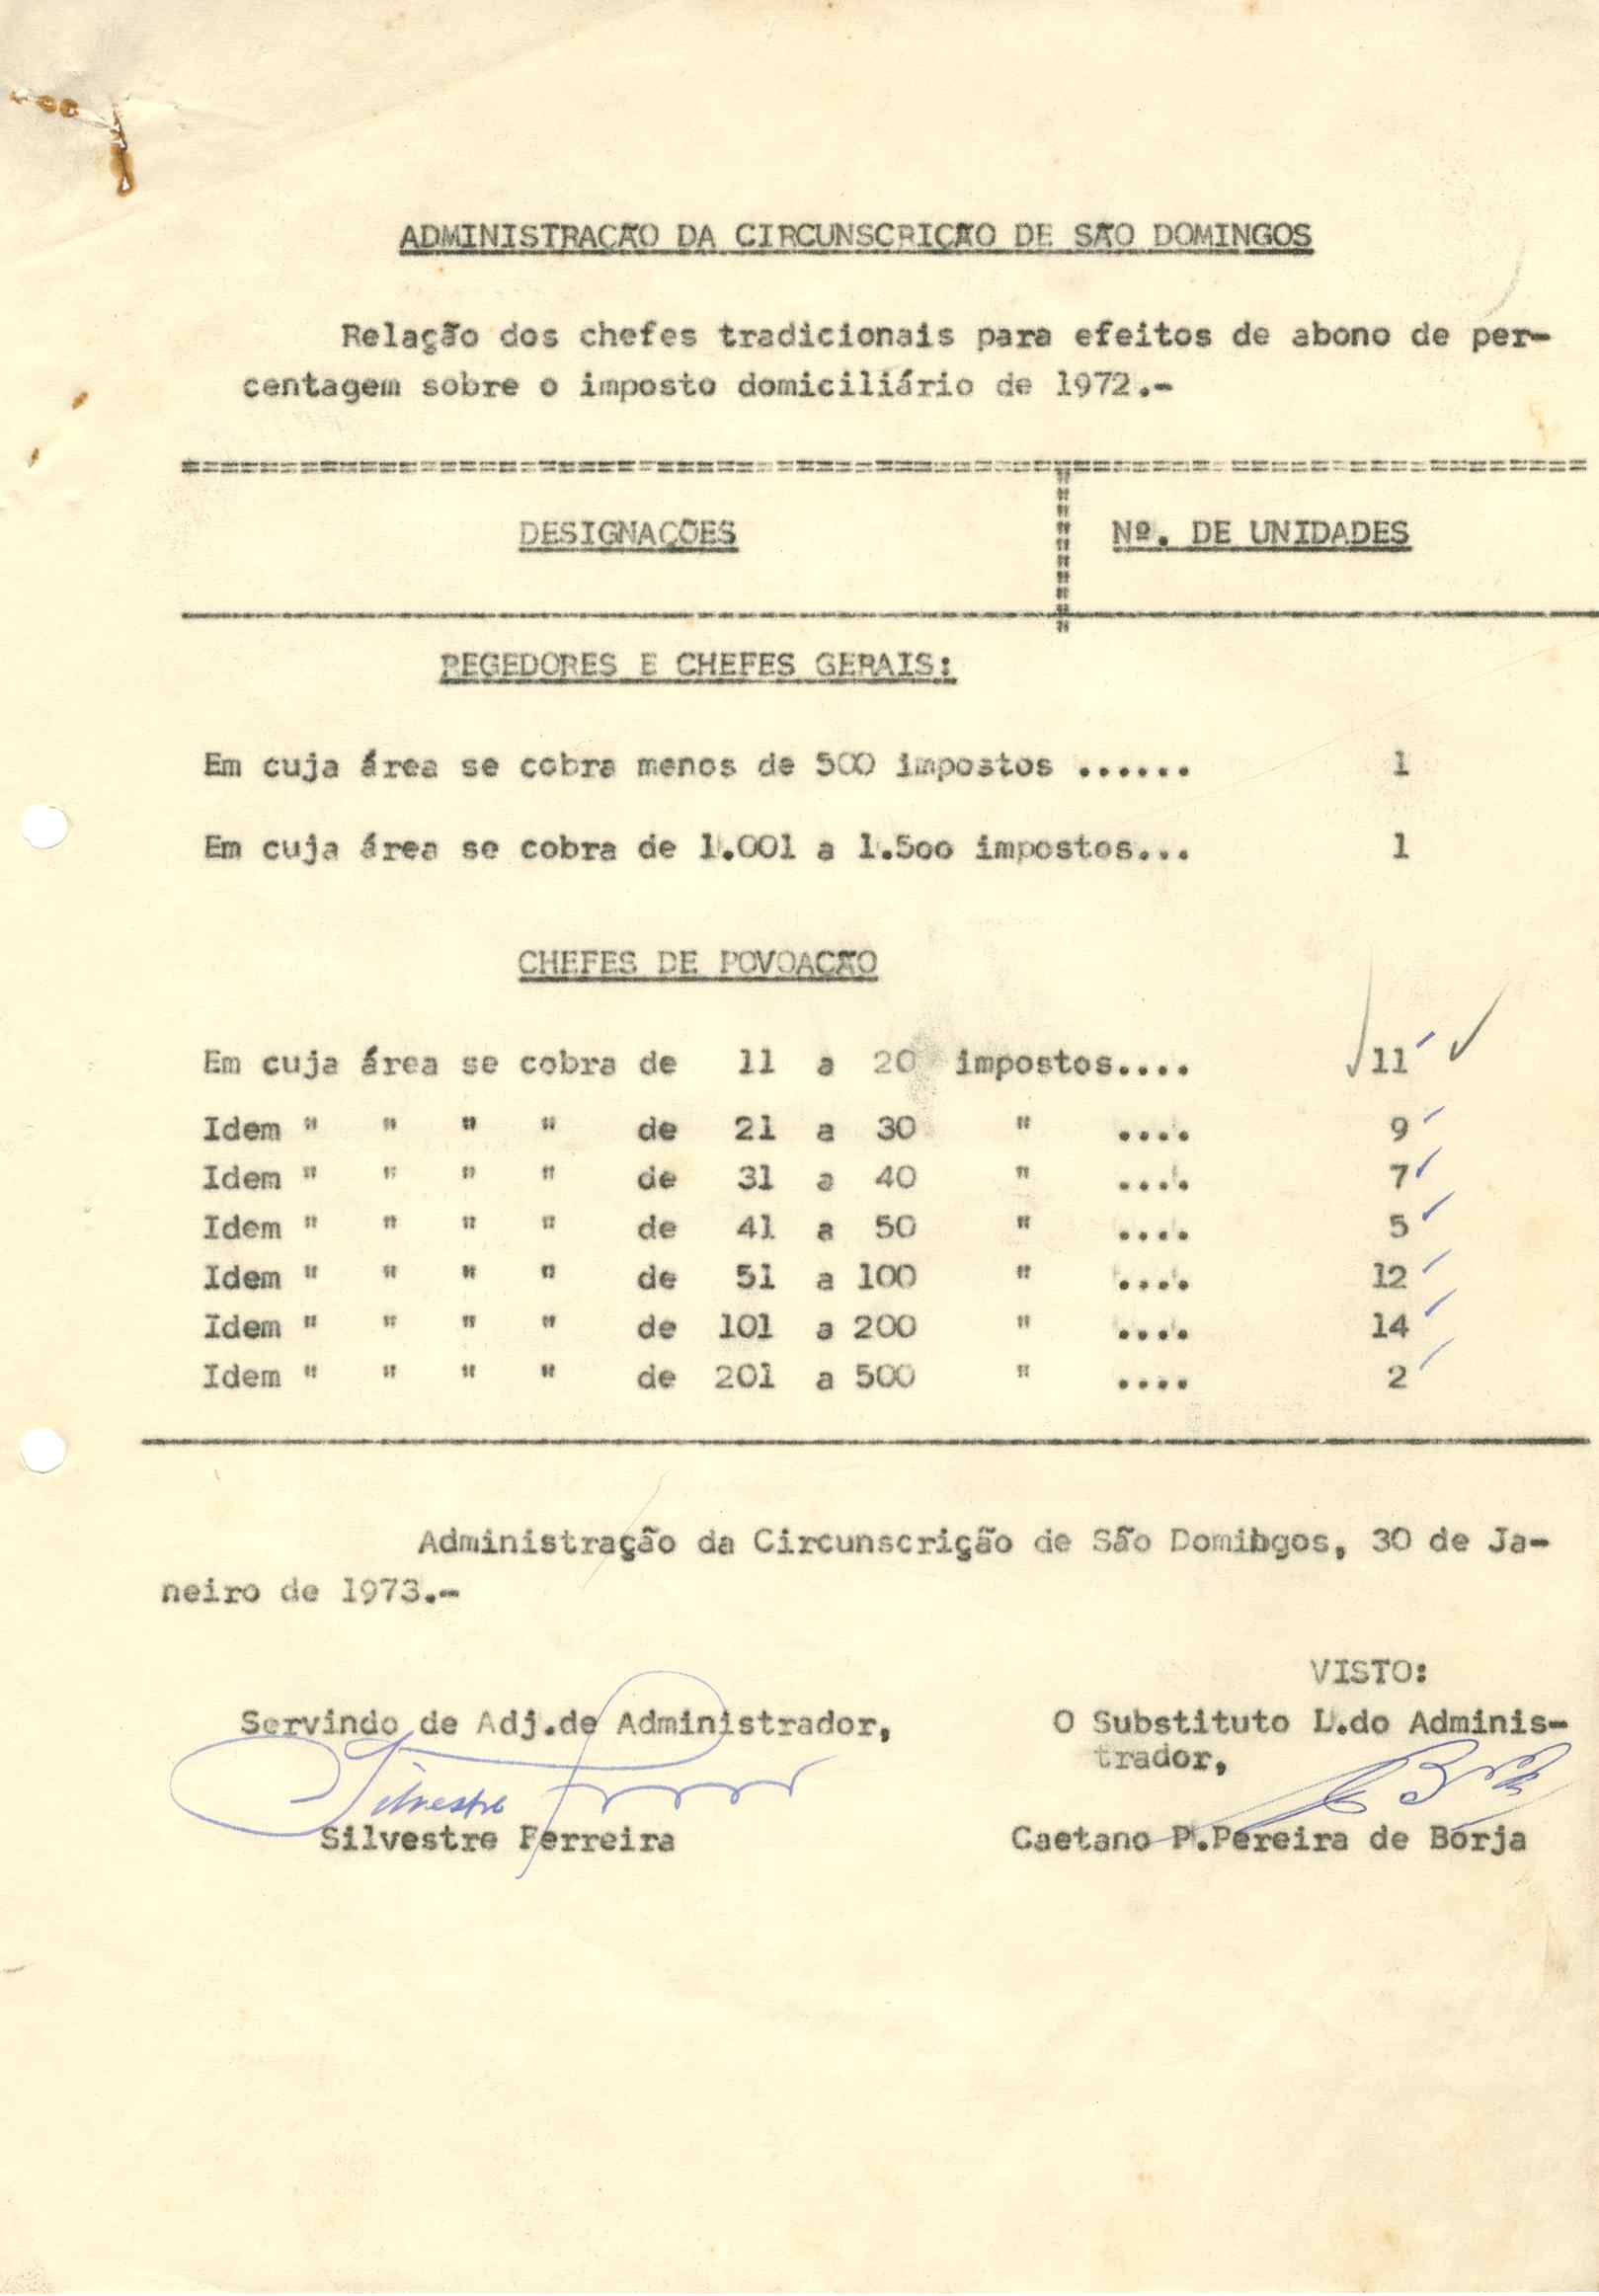 ADMINISTRAÇÃO DA CIRCUNSCRIÇÃO DE SÃO DOMINGOS
Relação dos chefes tradicionais para efeitos de abono de per-
centagem sobre o imposto domiciliário de 1972.-
DESIGNAÇÕES Nº. DE UNIDADES
REGEDORES E CHEFES GERAIS:
Em cuja área se cobra menos de 500 impostos ...... 1
Em cuja área se cobra de 1.001 a 1.5oo impostos... 1
CHEFES DE POVOAÇÃO
Em cuja área se cobra de 11 a 20 impostos.... 11
Idem " " " " de 21 a 30 " .... 9
Idem " " " " de 31 a 40 " .... 7
Idem " " " " de 41 a 50 " .... 5
Idem " " " " de 51 a 100 " .... 12
Idem " " " " de 101 a 200 " .... 14
Idem " " " " de 201 a 500 " .... 2
Administração da Circunscrição de São Domingos, 30 de Ja-
neiro de 1973.-
VISTO:
Servindo de Adj.de Administrador, O Substituto L.do Adminis-
trador,
Silvestre
Silvestre Ferreira Caetano P.Pereira de Borja